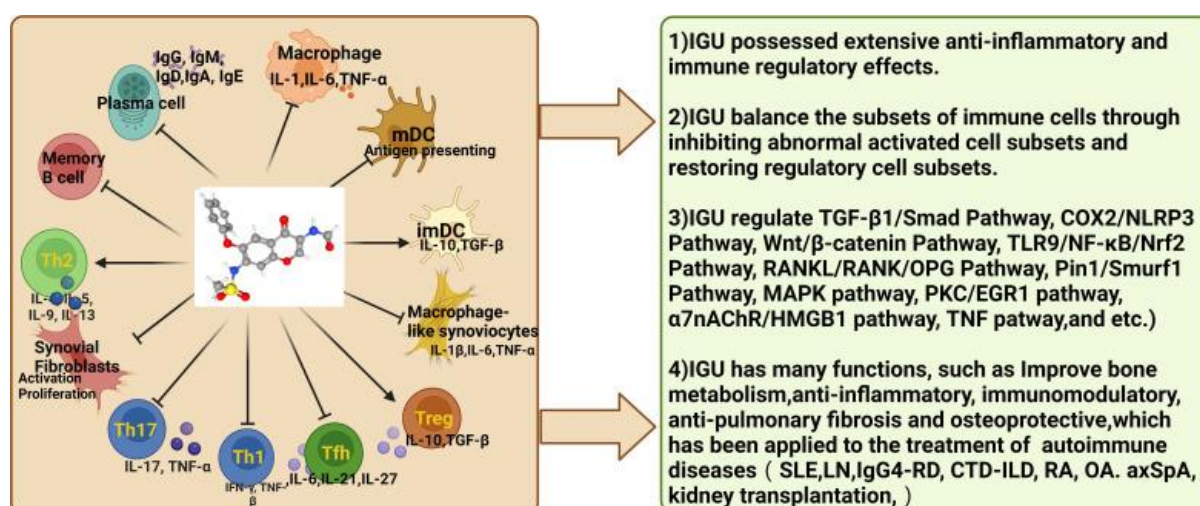 IgG, IgM,
IgD,IgA, IgE
Plasma cell
Macrophage
IL-1,IL-6,TNF-α
mDC
Antigen presenting
Memory
B cell
imDC
IL-10,TGF-β
Th2
IL-9, IL-13
Macrophage-
like synoviocytes
IL-1β,IL-6,TNF-α
Synovial
Fibroblasts
Activation
Proliferation
Th17
IL-17, TNF-α
Th1
IFN-γ, TNF-
β
Tfh
,IL-6,IL-21,IL-27
Treg
IL-10,TGF-β
1)IGU possessed extensive anti-inflammatory and
immune regulatory effects.
2)IGU balance the subsets of immune cells through
inhibiting abnormal activated cell subsets and
restoring regulatory cell subsets.
3)IGU regulate TGF-β1/Smad Pathway, COX2/NLRP3
Pathway, Wnt/β-catenin Pathway, TLR9/NF-κB/Nrf2
Pathway, RANKL/RANK/OPG Pathway, Pin1/Smurf1
Pathway, MAPK pathway, PKC/EGR1 pathway,
α7nAChR/HMGB1 pathway, TNF patway,and etc.)
4)IGU has many functions, such as Improve bone
metabolism,anti-inflammatory, immunomodulatory,
anti-pulmonary fibrosis and osteoprotective,which
has been applied to the treatment of autoimmune
diseases ( SLE,LN,IgG4-RD, CTD-ILD, RA, OA. axSpA,
kidney transplantation, )